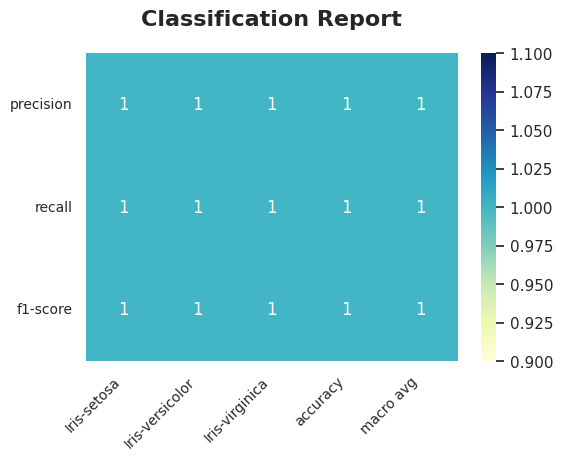 Classification Report
precision 1 1 1 1 1
recall 1 1 1 1 1
f1-score 1 1 1 1 1
Iris-setosa Iris-versicolor Iris-virginica accuracy macro avg
1.100
1.075
1.050
1.025
1.000
0.975
0.950
0.925
0.900